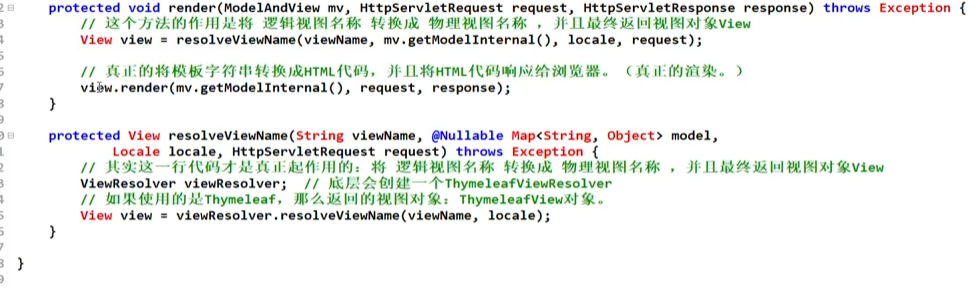 protected void render(ModelAndView mv, HttpServletRequest request, HttpServletResponse response) throws Exception {
// 这个方法的作用是将 逻辑视图名称 转换成 物理视图名称 ，并且最终返回视图对象View
View view = resolveViewName(viewName, mv.getModelInternal(), locale, request);
// 真正的将模板字符串转换成HTML代码，并且将HTML代码响应给浏览器。（真正的渲染。）
view.render(mv.getModelInternal(), request, response);
}
protected View resolveViewName(String viewName, @Nullable Map<String, Object> model,
Locale locale, HttpServletRequest request) throws Exception {
// 其实这一行代码才是真正起作用的：将 逻辑视图名称 转换成 物理视图名称 ，并且最终返回视图对象View
ViewResolver viewResolver; // 底层会创建一个ThymeleafViewResolver
// 如果使用的是Thymeleaf，那么返回的视图对象：ThymeleafView对象。
View view = viewResolver.resolveViewName(viewName, locale);
}
}